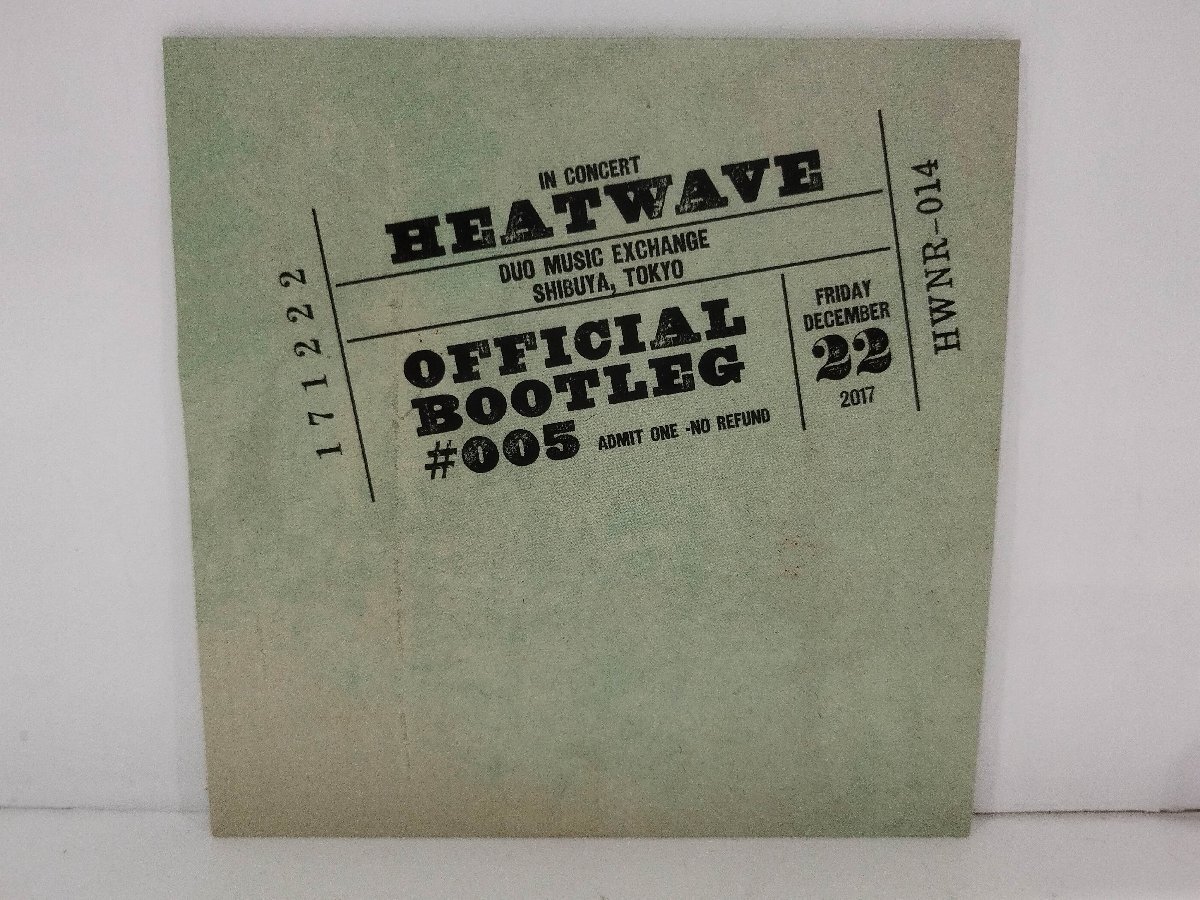 IN CONCERT
HEATWAVE
DUO MUSIC EXCHANGE
SHIBUYA, TOKYO
OFFICIAL
BOOTLEG
#005 ADMIT ONE -NO REFUND
FRIDAY
DECEMBER
22
2017
171222
HWNR-014